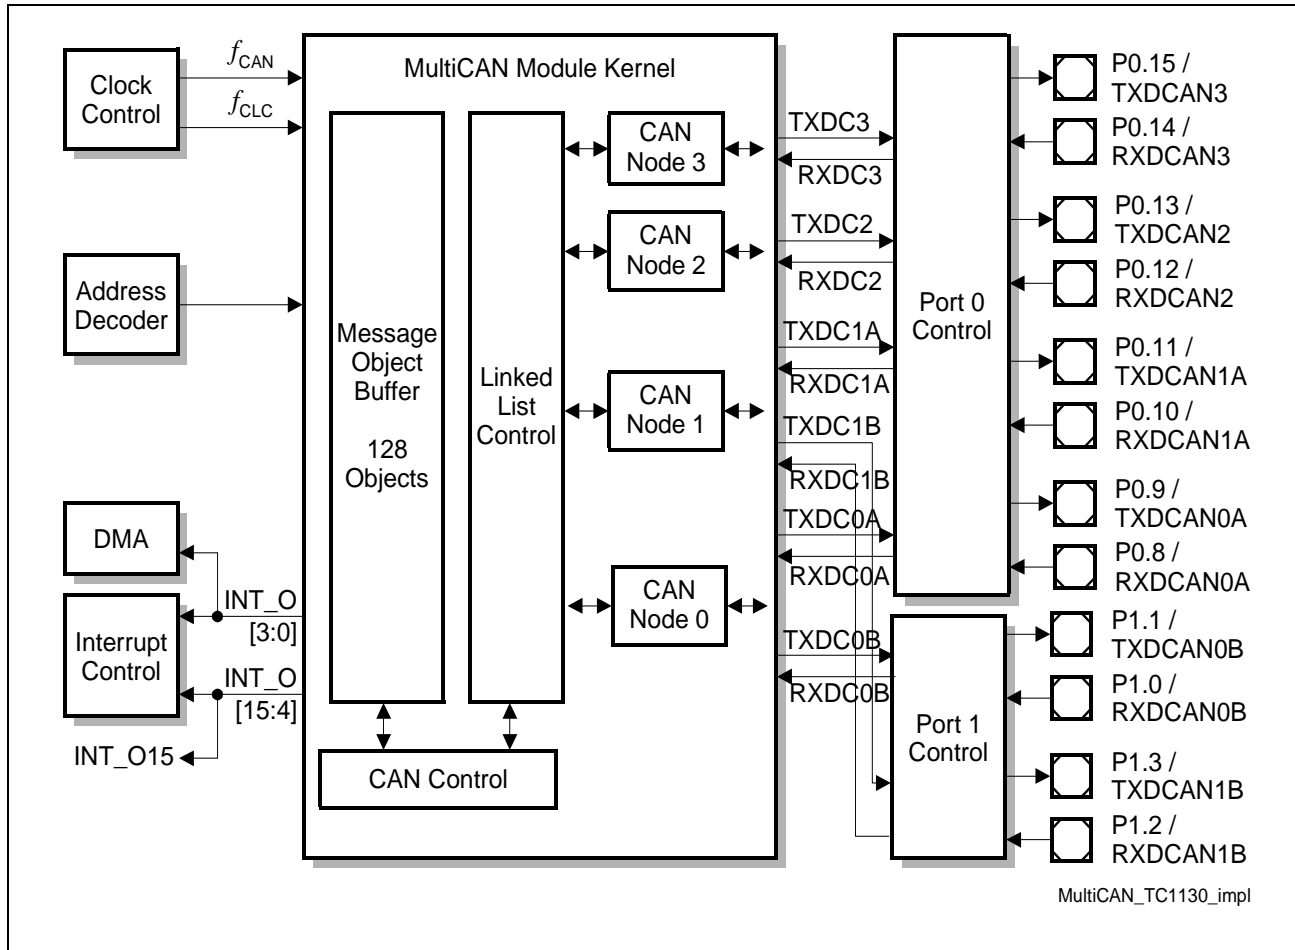 Clock
Control
fCAN
fCLC
Address
Decoder
DMA
Interrupt
Control
INT_O
[3:0]
INT_O
[15:4]
INT_O15
MultiCAN Module Kernel
Message
Object
Buffer
128
Objects
Linked
List
Control
CAN
Node 3
CAN
Node 2
CAN
Node 1
CAN
Node 0
CAN Control
TXDC3
RXDC3
TXDC2
RXDC2
TXDC1A
RXDC1A
TXDC1B
RXDC1B
TXDC0A
RXDC0A
TXDC0B
RXDC0B
Port 0
Control
Port 1
Control
P0.15 /
TXDCAN3
P0.14 /
RXDCAN3
P0.13 /
TXDCAN2
P0.12 /
RXDCAN2
P0.11 /
TXDCAN1A
P0.10 /
RXDCAN1A
P0.9 /
TXDCAN0A
P0.8 /
RXDCAN0A
P1.1 /
TXDCAN0B
P1.0 /
RXDCAN0B
P1.3 /
TXDCAN1B
P1.2 /
RXDCAN1B
MultiCAN_TC1130_impl